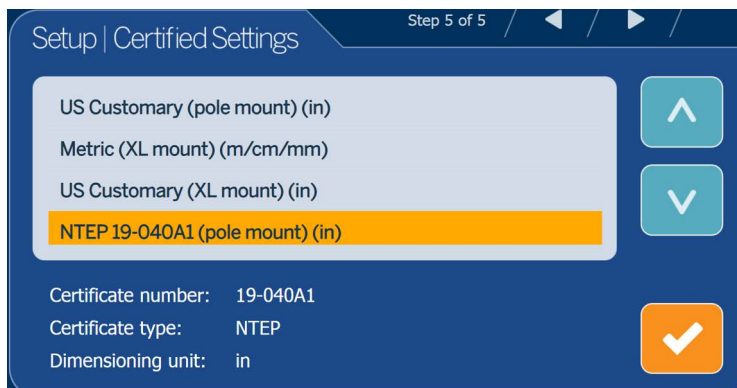 Setup | Certified Settings
Step 5 of 5
US Customary (pole mount) (in)
Metric (XL mount) (m/cm/mm)
US Customary (XL mount) (in)
NTEP 19-040A1 (pole mount) (in)
Certificate number: 19-040A1
Certificate type: NTEP
Dimensioning unit: in